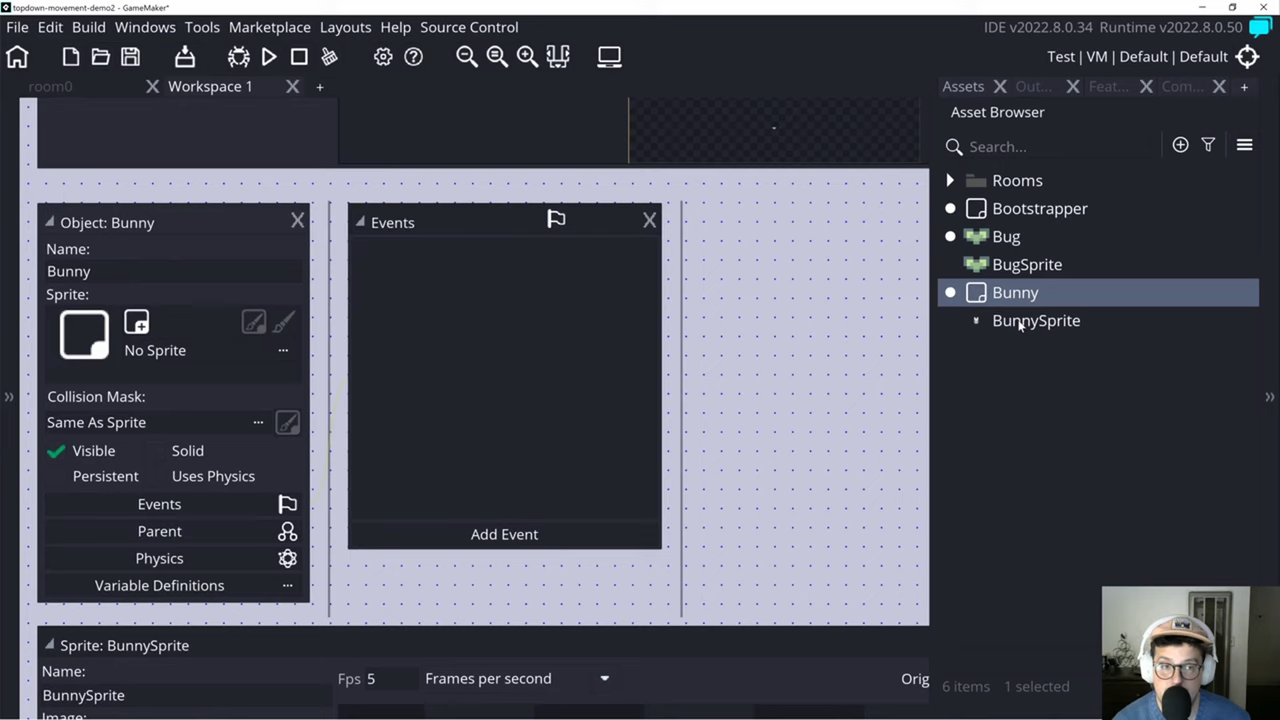 topdown-movement-demo2 - GameMaker*
File Edit Build Windows Tools Marketplace Layouts Help Source Control
IDE v2022.8.0.34 Runtime v2022.8.0.50
Test | VM | Default | Default
room0
Workspace 1
Assets
Out...
Feat...
Com...
Asset Browser
Search...
Rooms
Bootstrapper
Bug
BugSprite
Bunny
BunnySprite
6 items 1 selected
Object: Bunny
Name:
Bunny
Sprite:
No Sprite
Collision Mask:
Same As Sprite
Visible
Solid
Persistent
Uses Physics
Events
Parent
Physics
Variable Definitions
Events
Add Event
Sprite: BunnySprite
Name:
BunnySprite
Fps 5
Frames per second
Orig
Image: